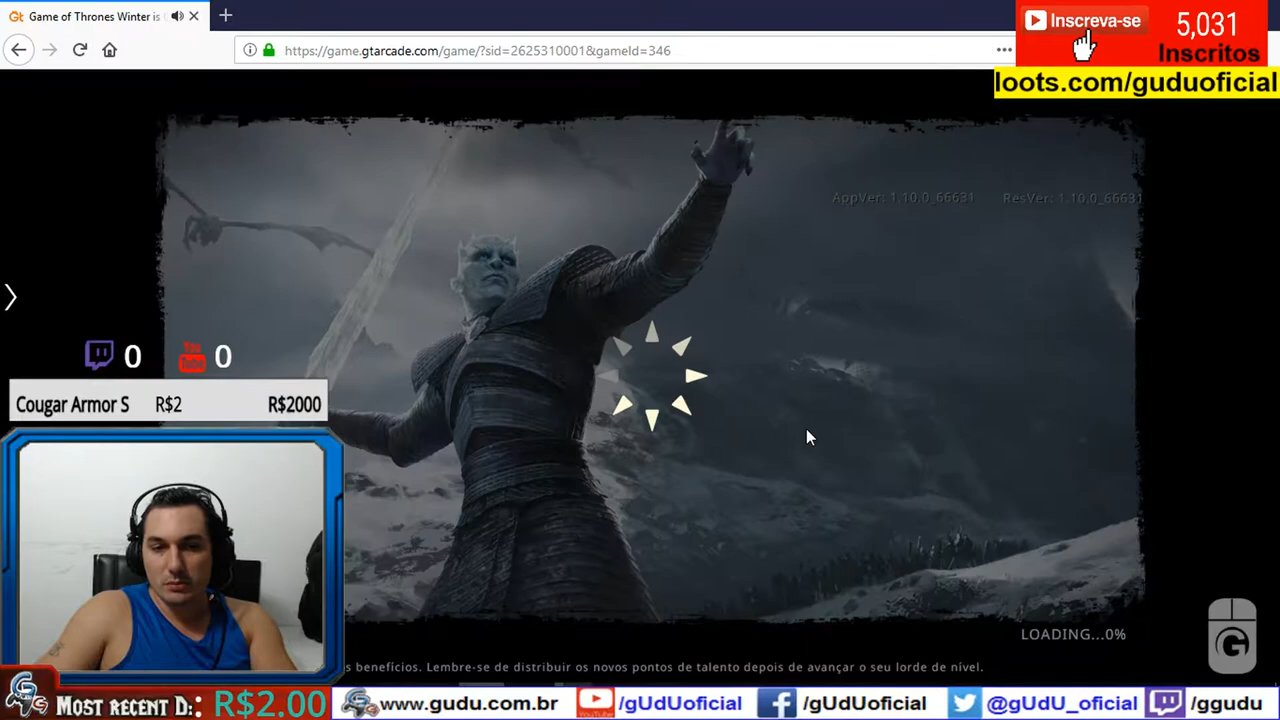 Game of Thrones Winter is
https://game.gtarcade.com/game/?sid=2625310001&gameId=346
Inscreva-se
5,031
Inscritos
loots.com/guduoficial
AppVer: 1.10.0_66631 ResVer: 1.10.0_66631
0 You Tube 0
Cougar Armor S R$2 R$2000
LOADING...0%
s benefícios. Lembre-se de distribuir os novos pontos de talento depois de avançar o seu lorde de nível.
MOST RECENT D: R$2.00
www.gudu.com.br
YouTube /gUdUoficial
/gUdUoficial
@gUdU_oficial
/ggudu